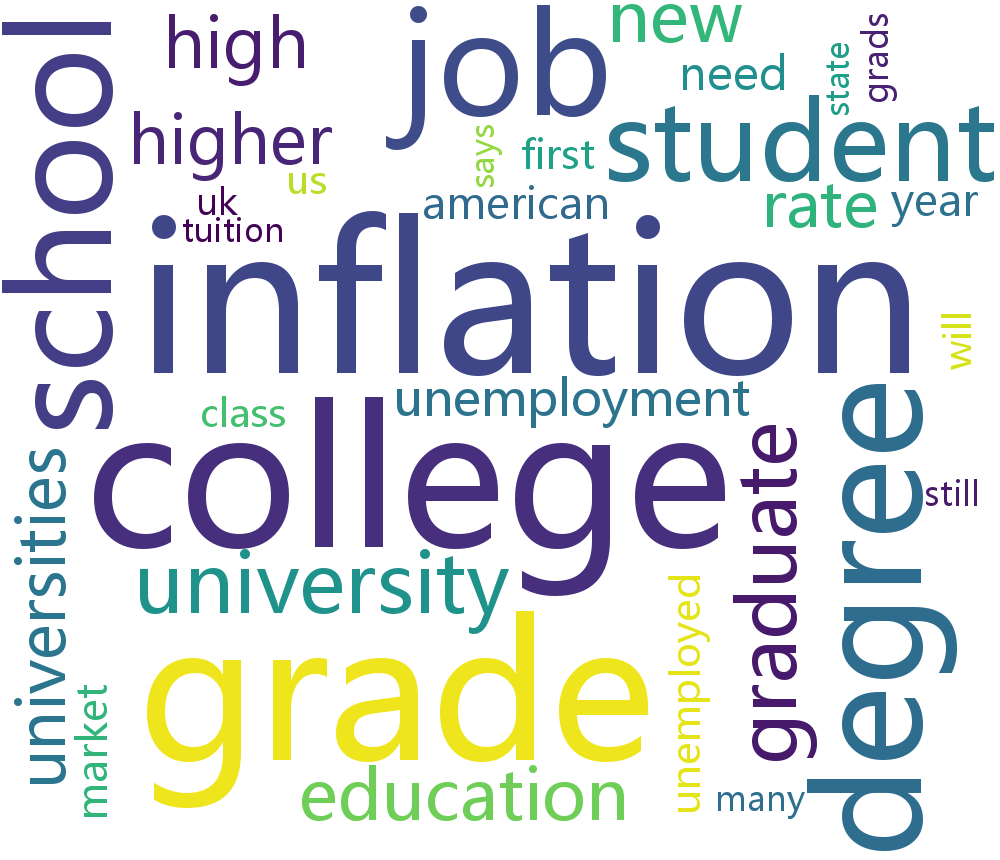 school
high
job
new
need
state
grads
higher
says
first
student
us
uk
tuition
american
rate
year
inflation
will
unemployment
class
college
universities
graduate
degree
still
university
unemployed
grade
market
education
many